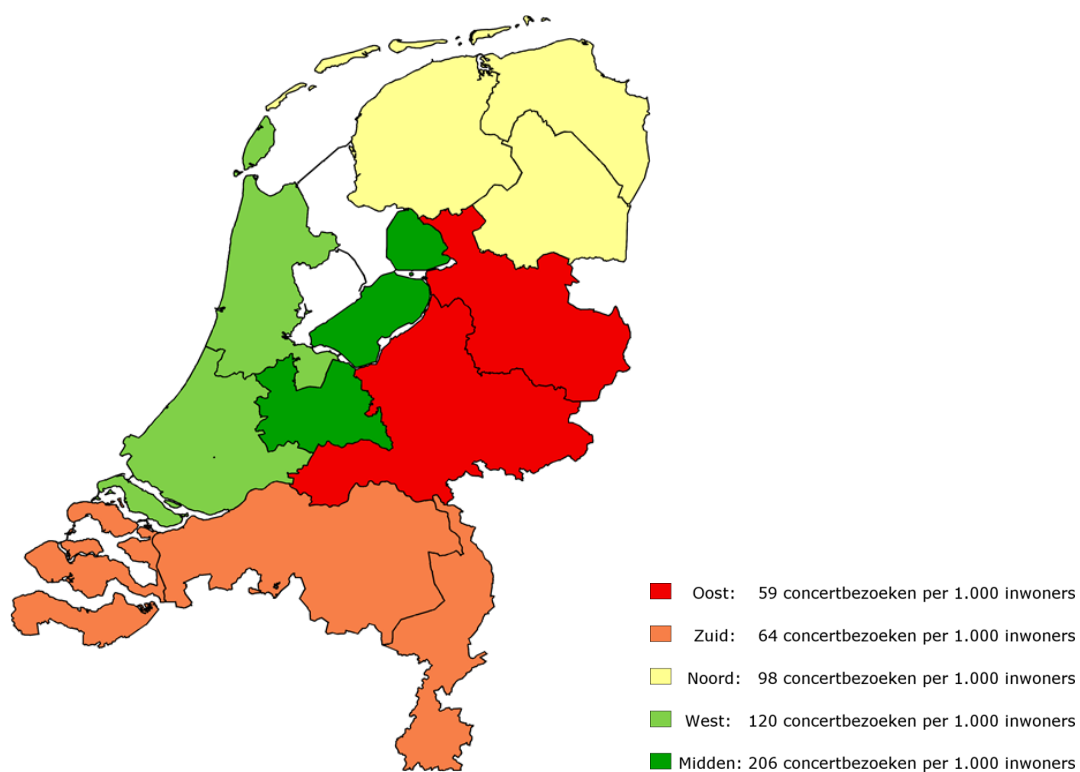 Oost: 59 concertbezoeken per 1.000 inwoners
Zuid: 64 concertbezoeken per 1.000 inwoners
Noord: 98 concertbezoeken per 1.000 inwoners
West: 120 concertbezoeken per 1.000 inwoners
Midden: 206 concertbezoeken per 1.000 inwoners